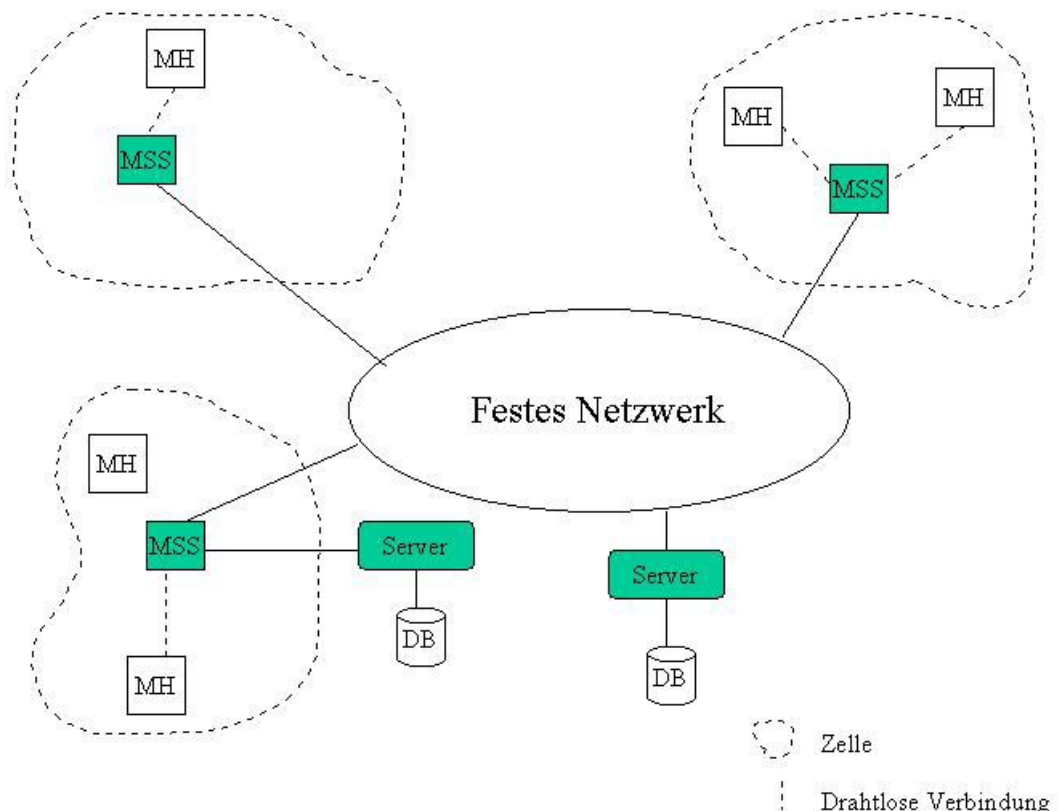 MH
MSS
MH
MH
MSS
Festes Netzwerk
MH
MSS
Server
DB
MH
Server
DB
Zelle
Drahtlose Verbindung